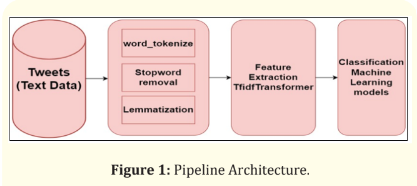 Tweets
(Text Data)
word_tokenize
Stopword
removal
Lemmatization
Feature
Extraction
TfidfTransformer
Classification
Machine
Learning
models
Figure 1: Pipeline Architecture.